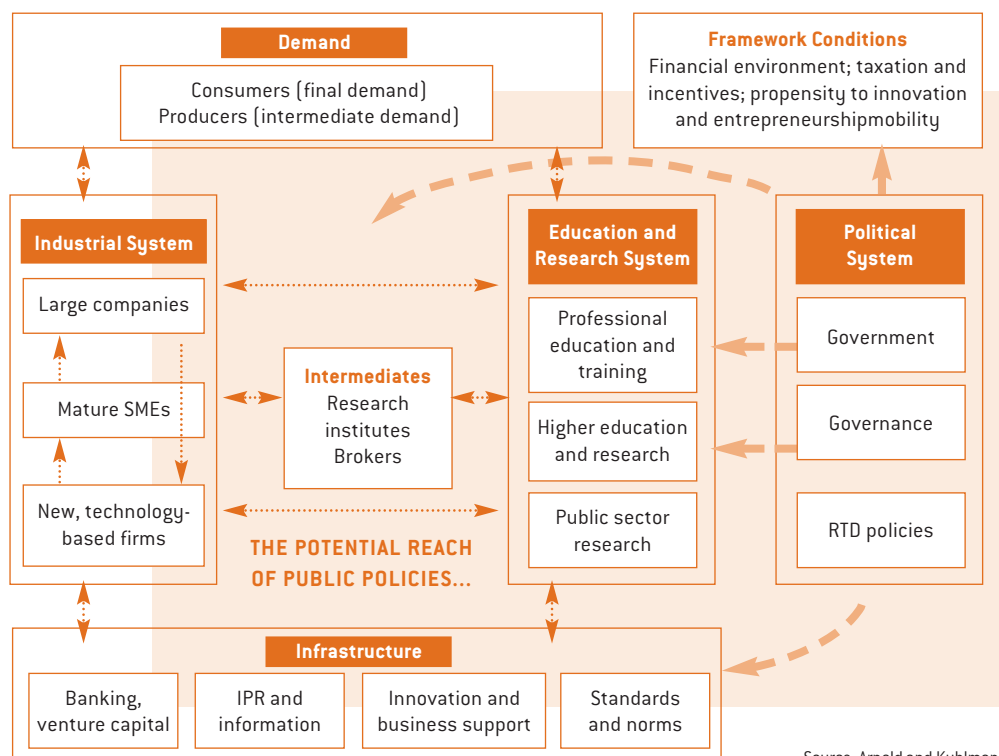 Demand
Consumers (final demand)
Producers (intermediate demand)
Framework Conditions
Financial environment; taxation and
incentives; propensity to innovation
and entrepreneurshipmobility
Industrial System
Large companies
Mature SMEs
New, technology-
based firms
Intermediates
Research
institutes
Brokers
THE POTENTIAL REACH
OF PUBLIC POLICIES...
Education and
Research System
Professional
education and
training
Higher education
and research
Public sector
research
Political
System
Government
Governance
RTD policies
Infrastructure
Banking,
venture capital
IPR and
information
Innovation and
business support
Standards
and norms
Source: Arnold and